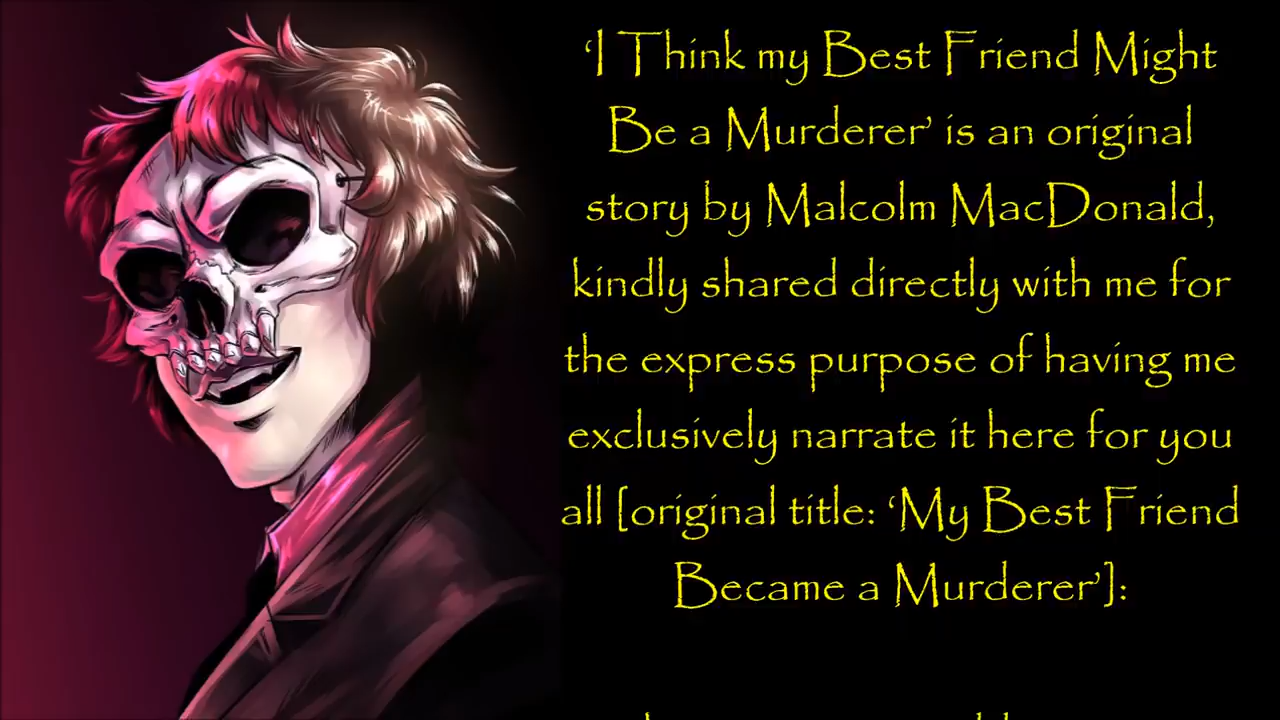 ‘I Think my Best Friend Might
Be a Murderer’ is an original
story by Malcolm MacDonald,
kindly shared directly with me for
the express purpose of having me
exclusively narrate it here for you
all [original title: ‘My Best Friend
Became a Murderer’]: